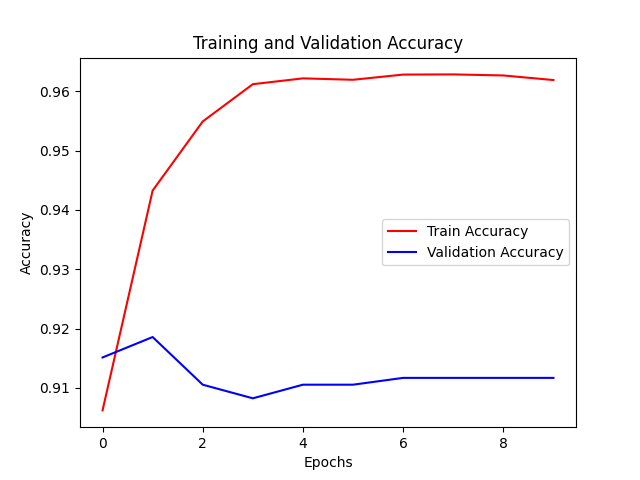 Training and Validation Accuracy
0.96
0.95
0.94
0.93
0.92
0.91
Accuracy
Train Accuracy
Validation Accuracy
0 2 4 6 8
Epochs